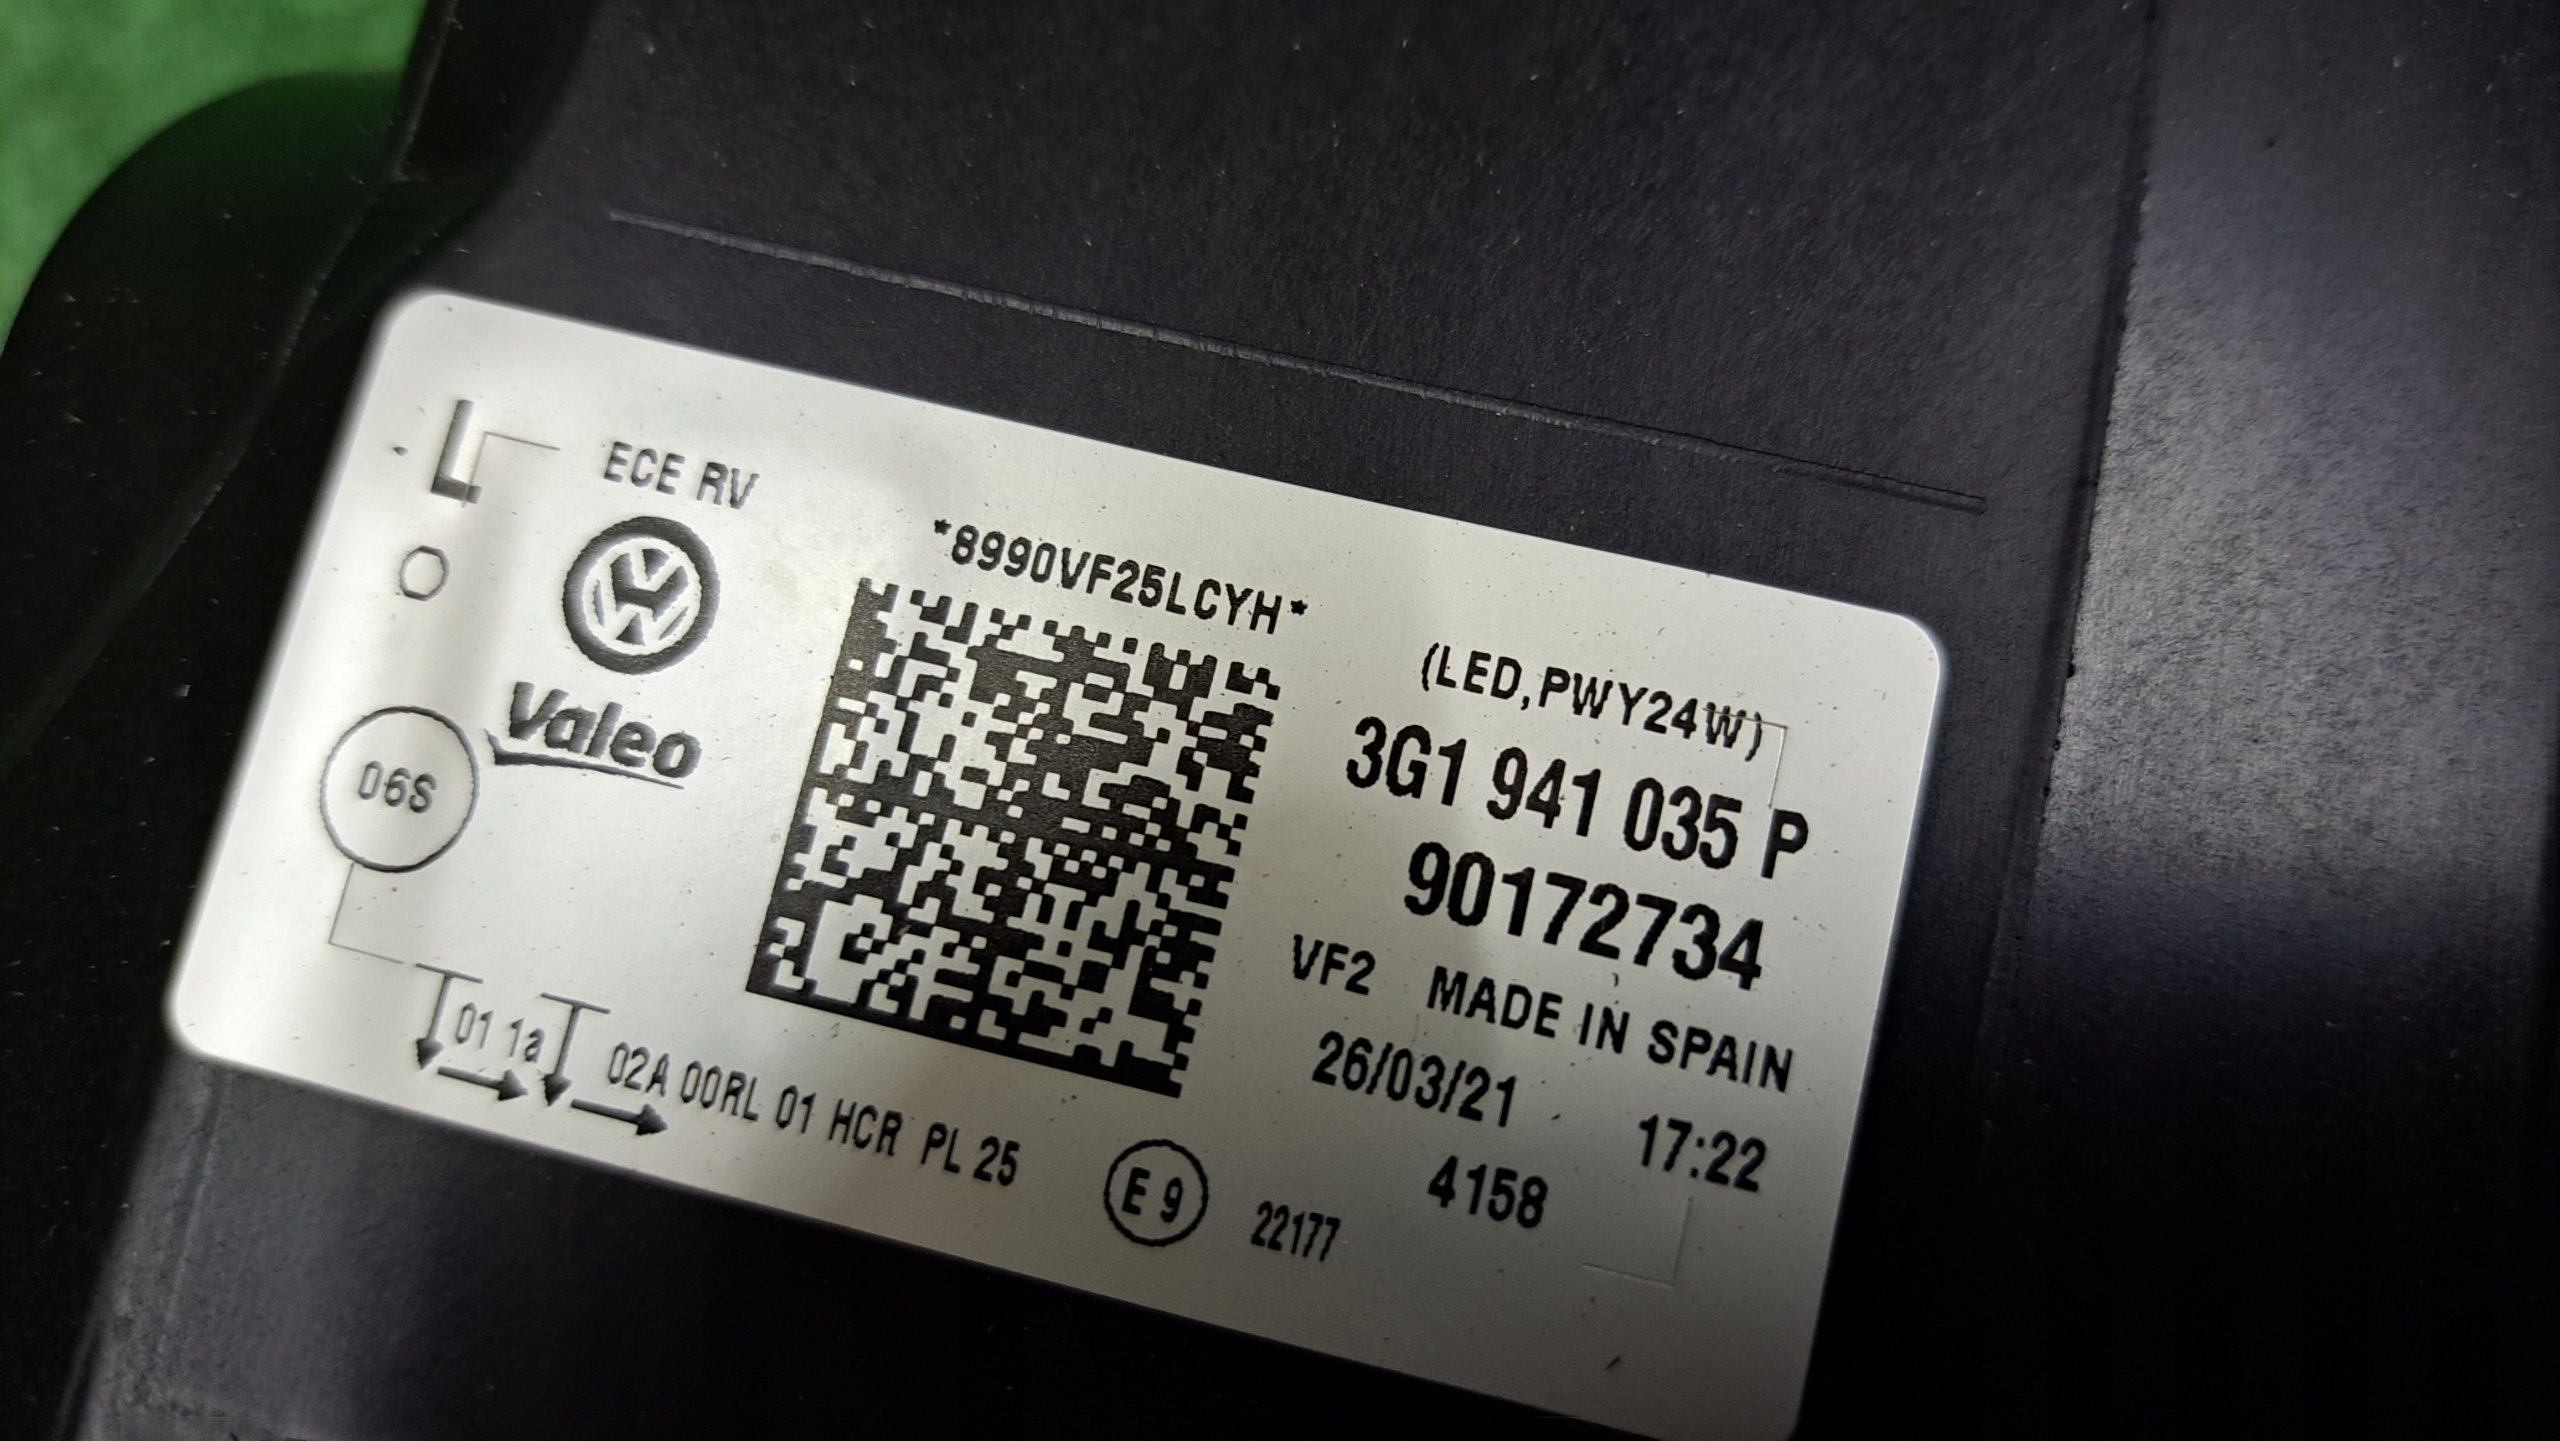 L
ECE RV
O
Valeo
06S
*8990VF25LCYH*
(LED,PWY24W)
3G1 941 035 P
90172734
VF2 MADE IN SPAIN
26/03/21 17:22
4158
01 1a 02A 00RL 01 HCR PL 25
E 9 22177